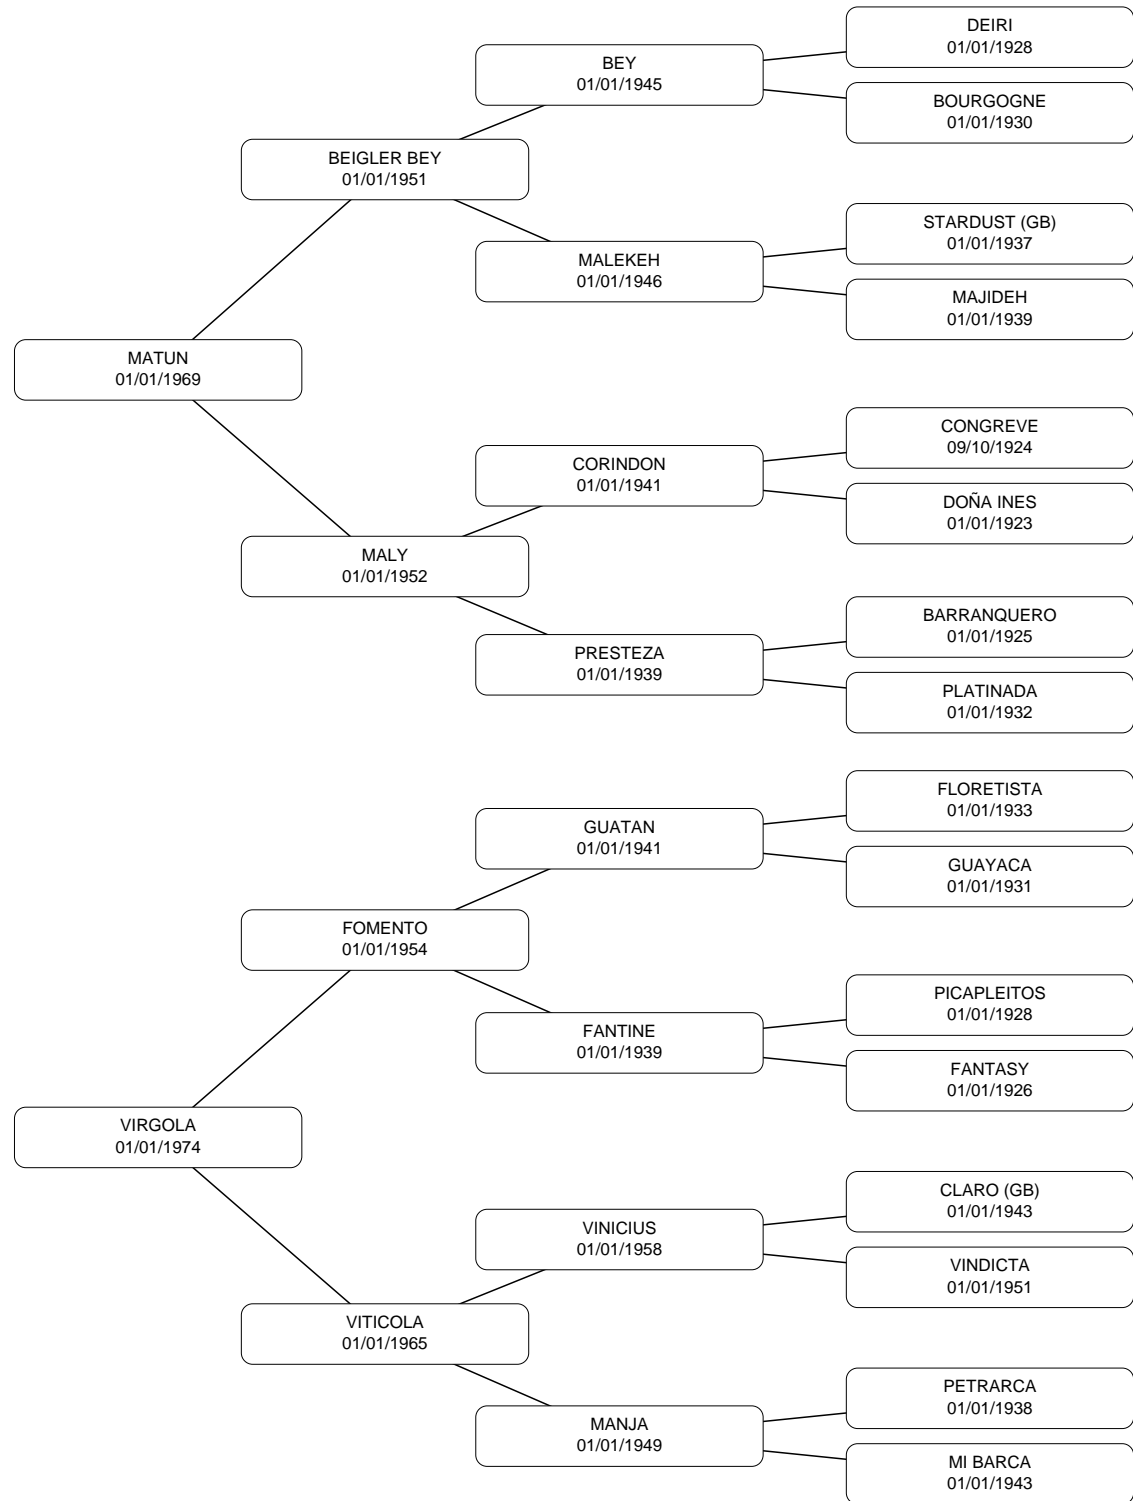 DEIRI
01/01/1928
BEY
01/01/1945
BOURGOGNE
01/01/1930
BEIGLER BEY
01/01/1951
STARDUST (GB)
01/01/1937
MALEKEH
01/01/1946
MAJIDEH
01/01/1939
MATUN
01/01/1969
CONGREVE
09/10/1924
CORINDON
01/01/1941
DOÑA INES
01/01/1923
MALY
01/01/1952
BARRANQUERO
01/01/1925
PRESTEZA
01/01/1939
PLATINADA
01/01/1932
FLORETISTA
01/01/1933
GUATAN
01/01/1941
GUAYACA
01/01/1931
FOMENTO
01/01/1954
PICAPLEITOS
01/01/1928
FANTINE
01/01/1939
FANTASY
01/01/1926
VIRGOLA
01/01/1974
CLARO (GB)
01/01/1943
VINICIUS
01/01/1958
VINDICTA
01/01/1951
VITICOLA
01/01/1965
PETRARCA
01/01/1938
MANJA
01/01/1949
MI BARCA
01/01/1943